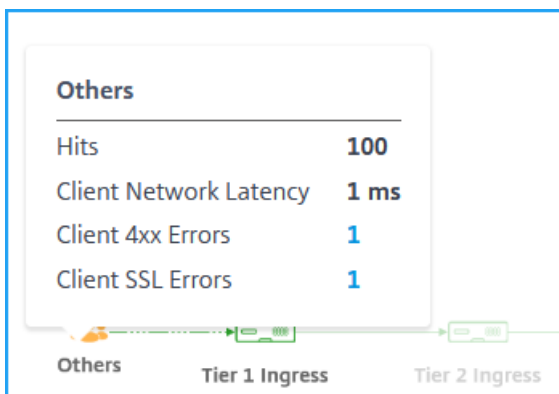 Others
Hits 100
Client Network Latency 1 ms
Client 4xx Errors 1
Client SSL Errors 1
Others
Tier 1 Ingress
Tier 2 Ingress